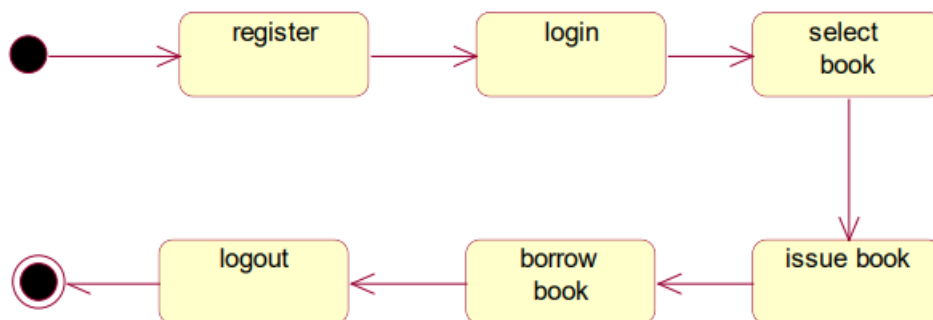 register
login
select
book
logout
borrow
book
issue book